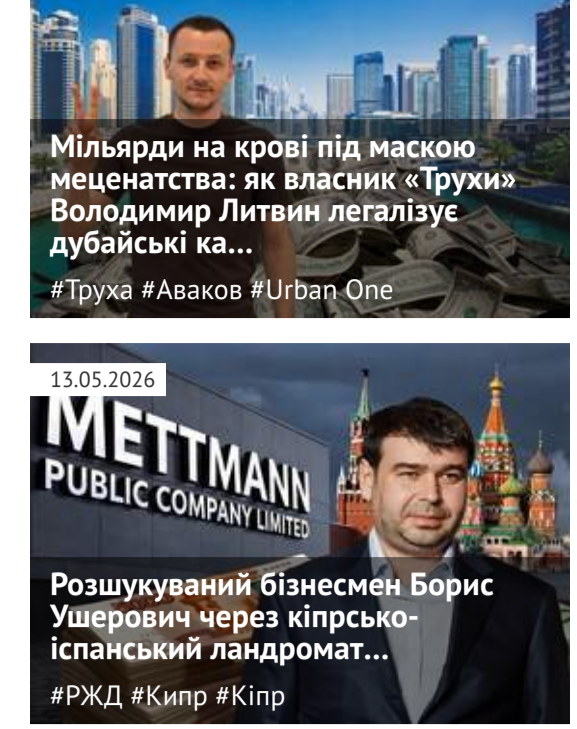 Мільярди на крові під маскою
меценатства: як власник «Трухи»
Володимир Литвин легалізує
дубайські ка...
#Труха #Аваков #Urban One
13.05.2026
METTMANN
PUBLIC COMPANY LIMITED
Розшукуваний бізнесмен Борис
Ушерович через кіпрсько-
іспанський ландромат...
#РЖД #Кипр #Кіпр